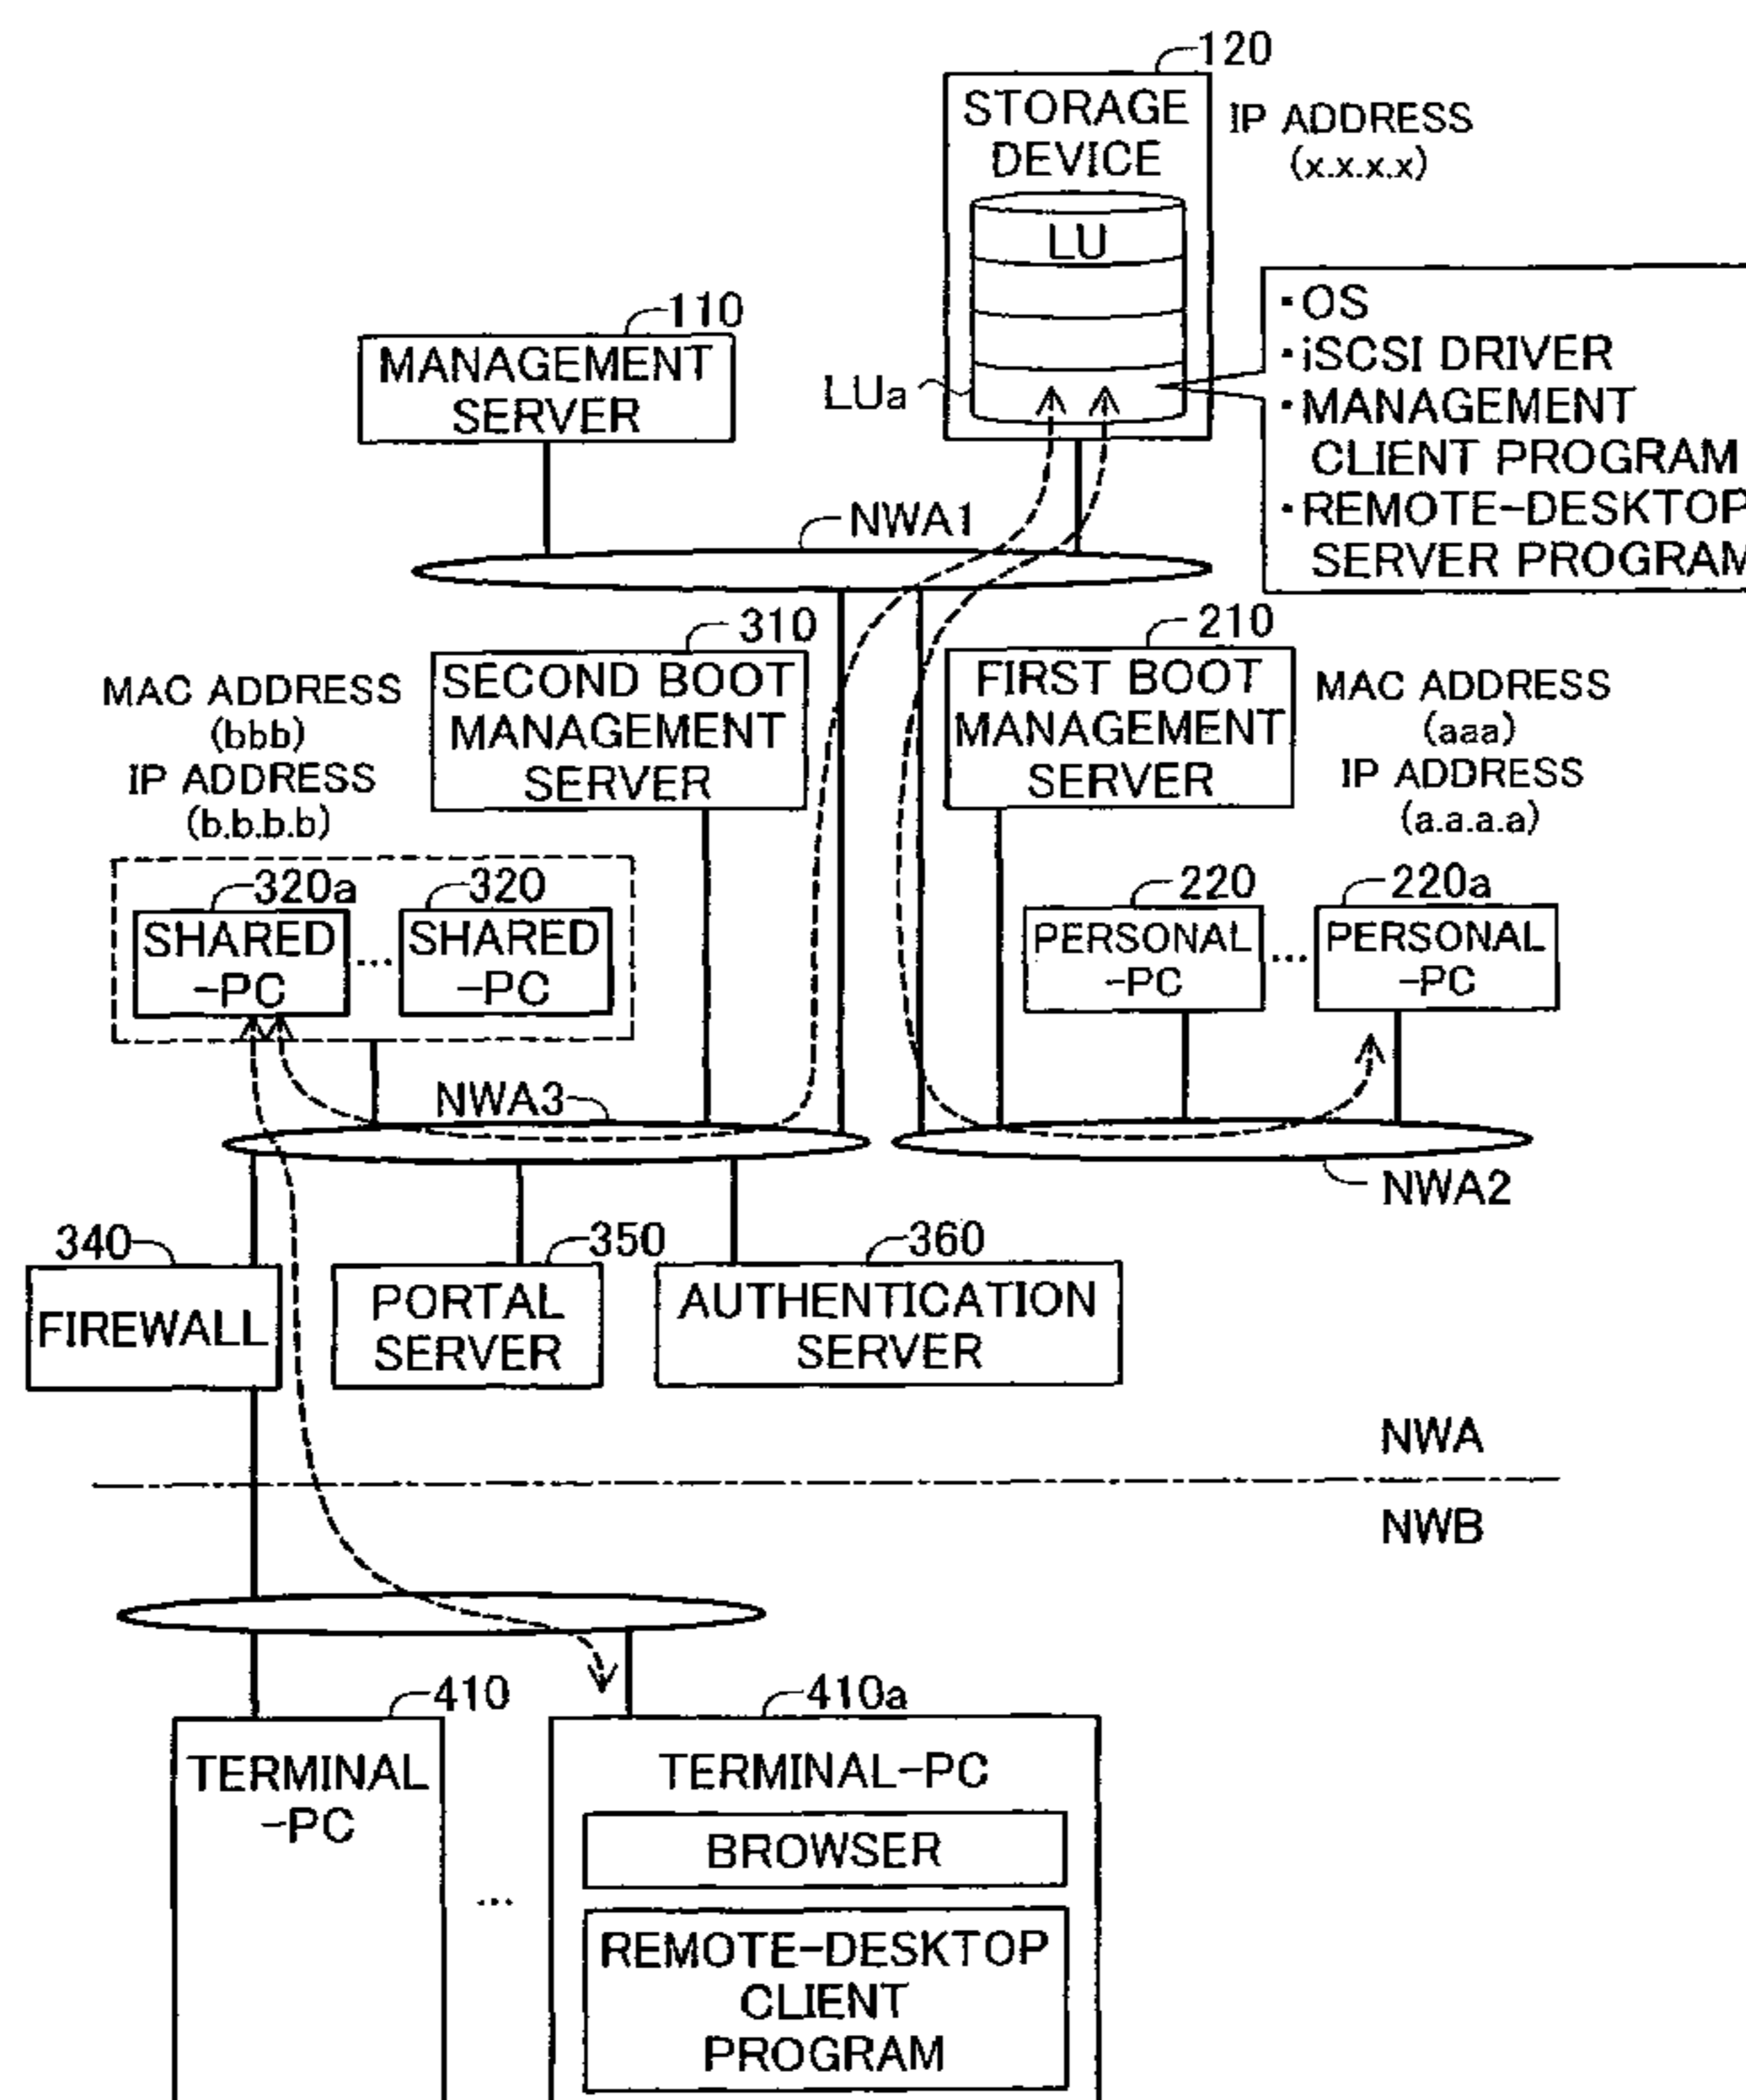 120
STORAGE
DEVICE
IP ADDRESS
(x.x.x.x)
LU
110
MANAGEMENT
SERVER
LUa
・OS
・iSCSI DRIVER
・MANAGEMENT
CLIENT PROGRAM
・REMOTE-DESKTOP
SERVER PROGRAM
NWA1
310
SECOND BOOT
MANAGEMENT
SERVER
210
FIRST BOOT
MANAGEMENT
SERVER
MAC ADDRESS
(bbb)
IP ADDRESS
(b.b.b.b)
MAC ADDRESS
(aaa)
IP ADDRESS
(a.a.a.a)
320a
SHARED
-PC
...
320
SHARED
-PC
220
PERSONAL
-PC
...
220a
PERSONAL
-PC
NWA3
NWA2
340
FIREWALL
350
PORTAL
SERVER
360
AUTHENTICATION
SERVER
NWA
NWB
410
TERMINAL
-PC
...
410a
TERMINAL-PC
BROWSER
REMOTE-DESKTOP
CLIENT
PROGRAM